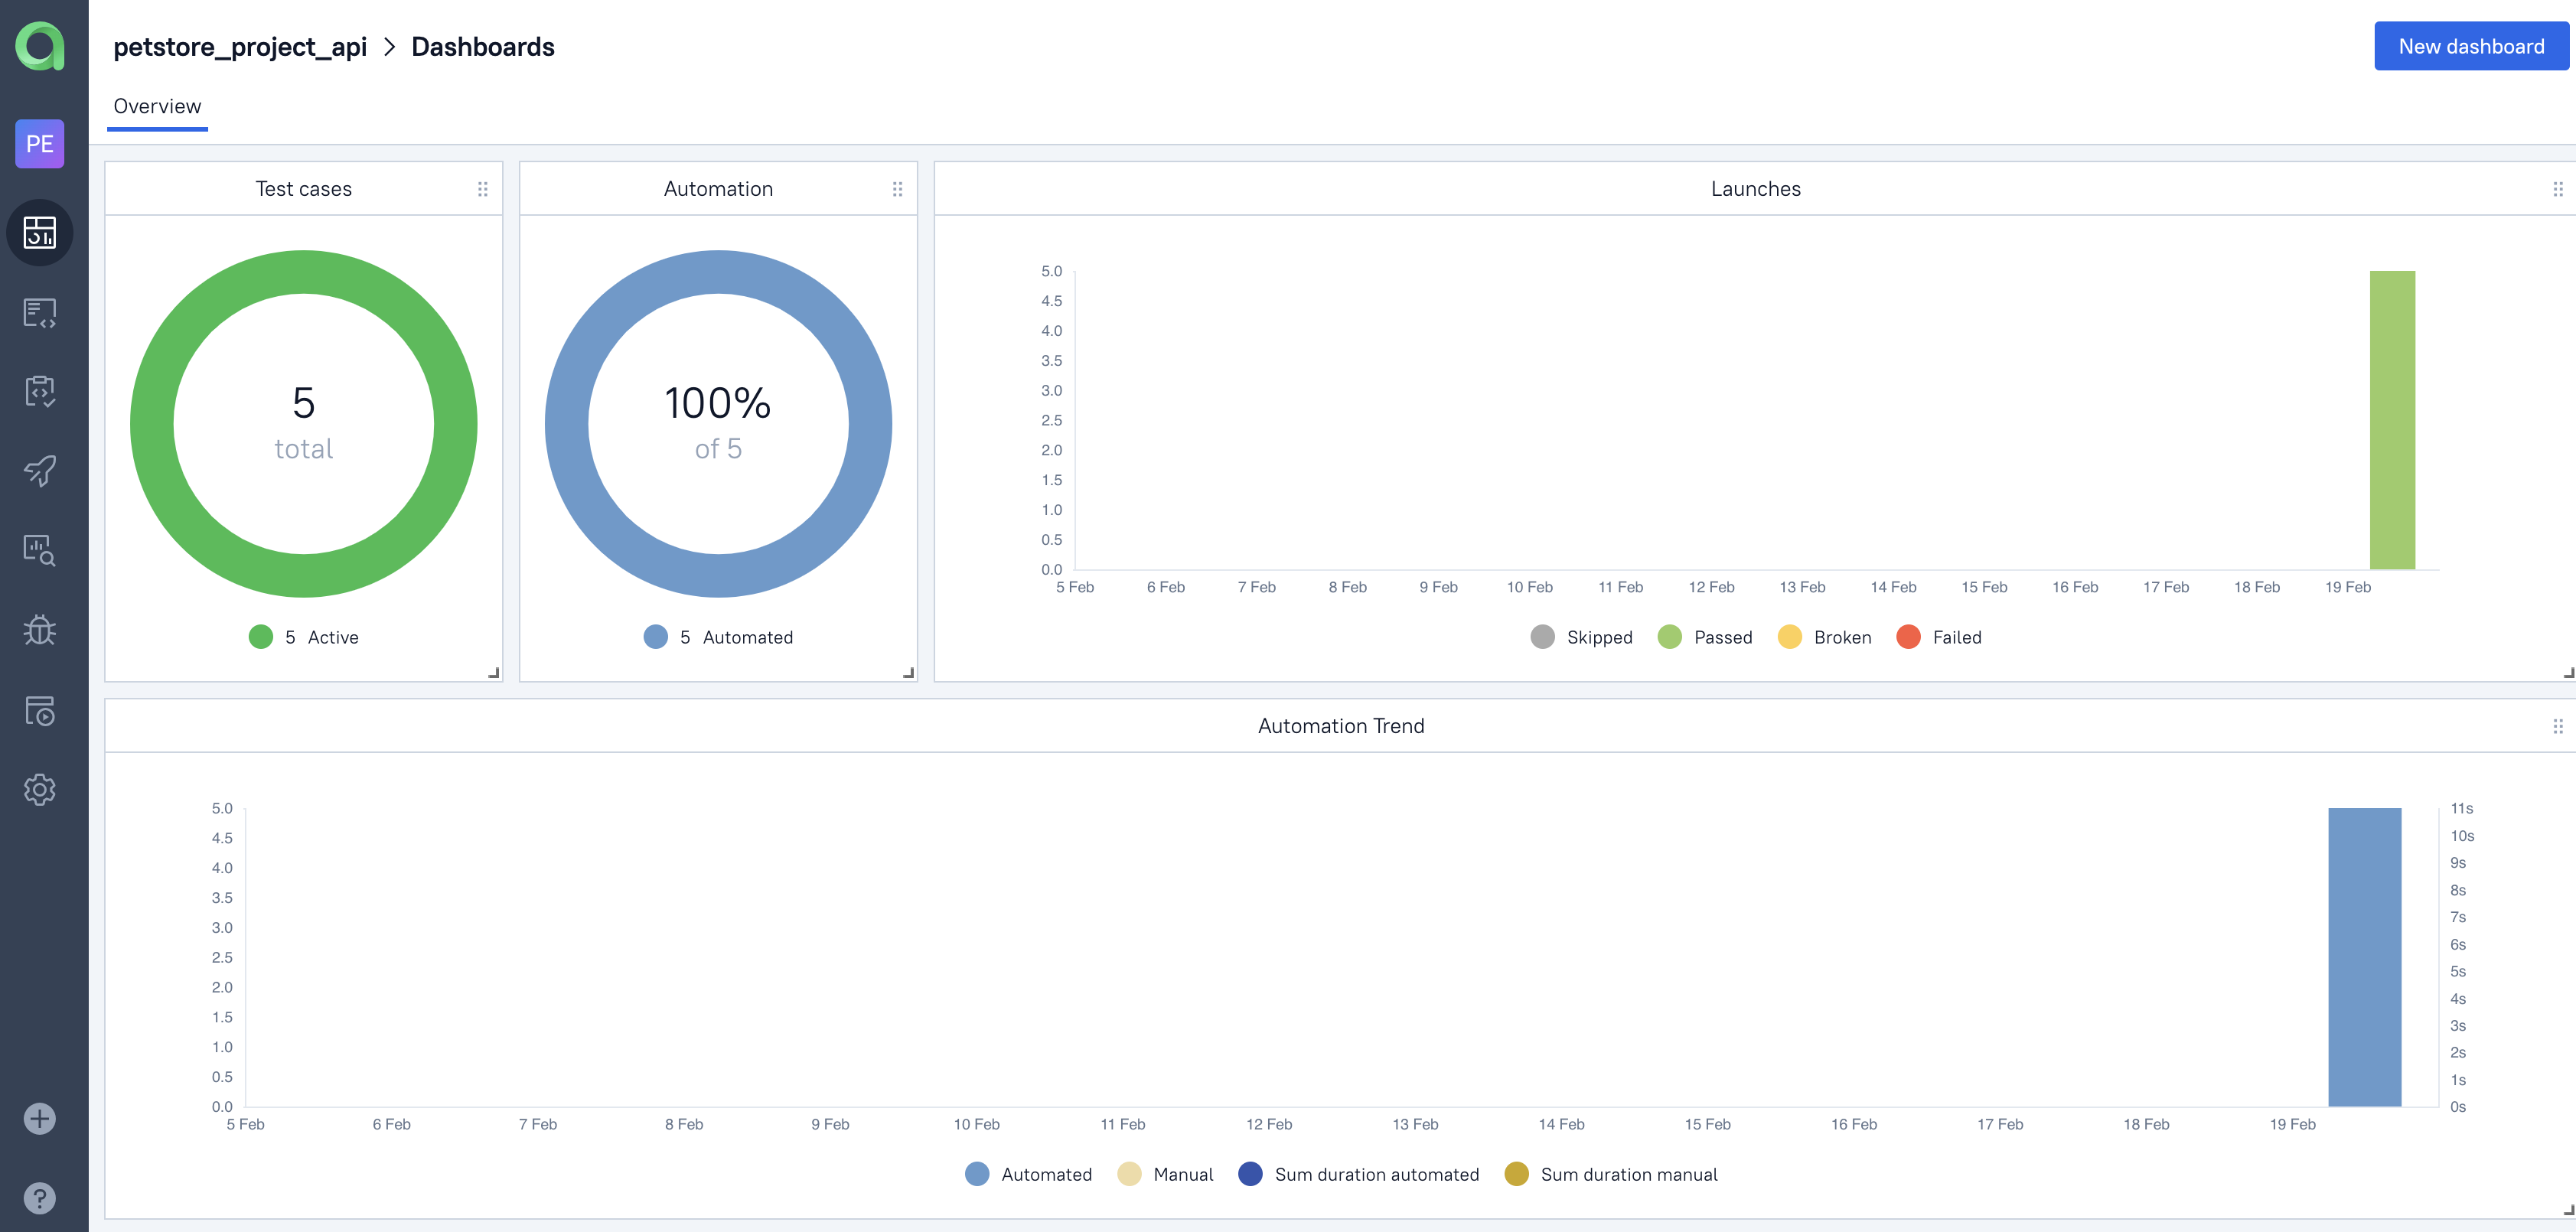 petstore_project_api > Dashboards
New dashboard
Overview
PE
Test cases
5
total
5 Active
Automation
100%
of 5
5 Automated
Launches
5.0
4.5
4.0
3.5
3.0
2.5
2.0
1.5
1.0
0.5
0.0
5 Feb 6 Feb 7 Feb 8 Feb 9 Feb 10 Feb 11 Feb 12 Feb 13 Feb 14 Feb 15 Feb 16 Feb 17 Feb 18 Feb 19 Feb
Skipped Passed Broken Failed
Automation Trend
5.0
4.5
4.0
3.5
3.0
2.5
2.0
1.5
1.0
0.5
0.0
11s
10s
9s
8s
7s
6s
5s
4s
3s
2s
1s
0s
5 Feb 6 Feb 7 Feb 8 Feb 9 Feb 10 Feb 11 Feb 12 Feb 13 Feb 14 Feb 15 Feb 16 Feb 17 Feb 18 Feb 19 Feb
Automated Manual Sum duration automated Sum duration manual
?